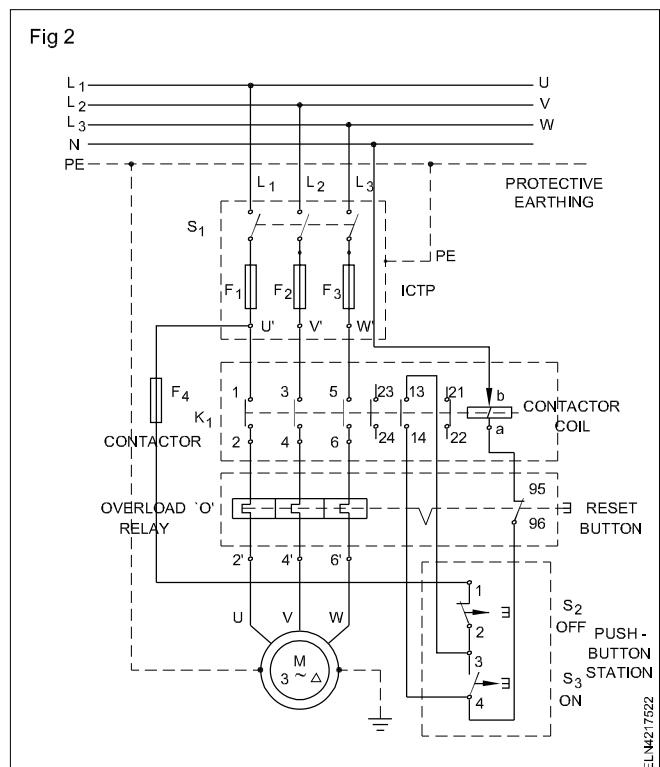 Fig 2
L1 U
L2 V
L3 W
N
PE
PROTECTIVE
EARTHING
L1 L2 L3
S1
PE
F1 F2 F3
ICTP
U' V' W'
F4
1 3 5 23 13 21 b
K1
CONTACTOR
COIL
CONTACTOR
2 4 6 24 14 22 a
OVERLOAD `O'
RELAY
95
96
RESET
BUTTON
2' 4' 6'
1
U V W
S2
OFF
2
PUSH -
BUTTON
STATION
M
3 ~ △
3
S3
ON
4
ELN4217522